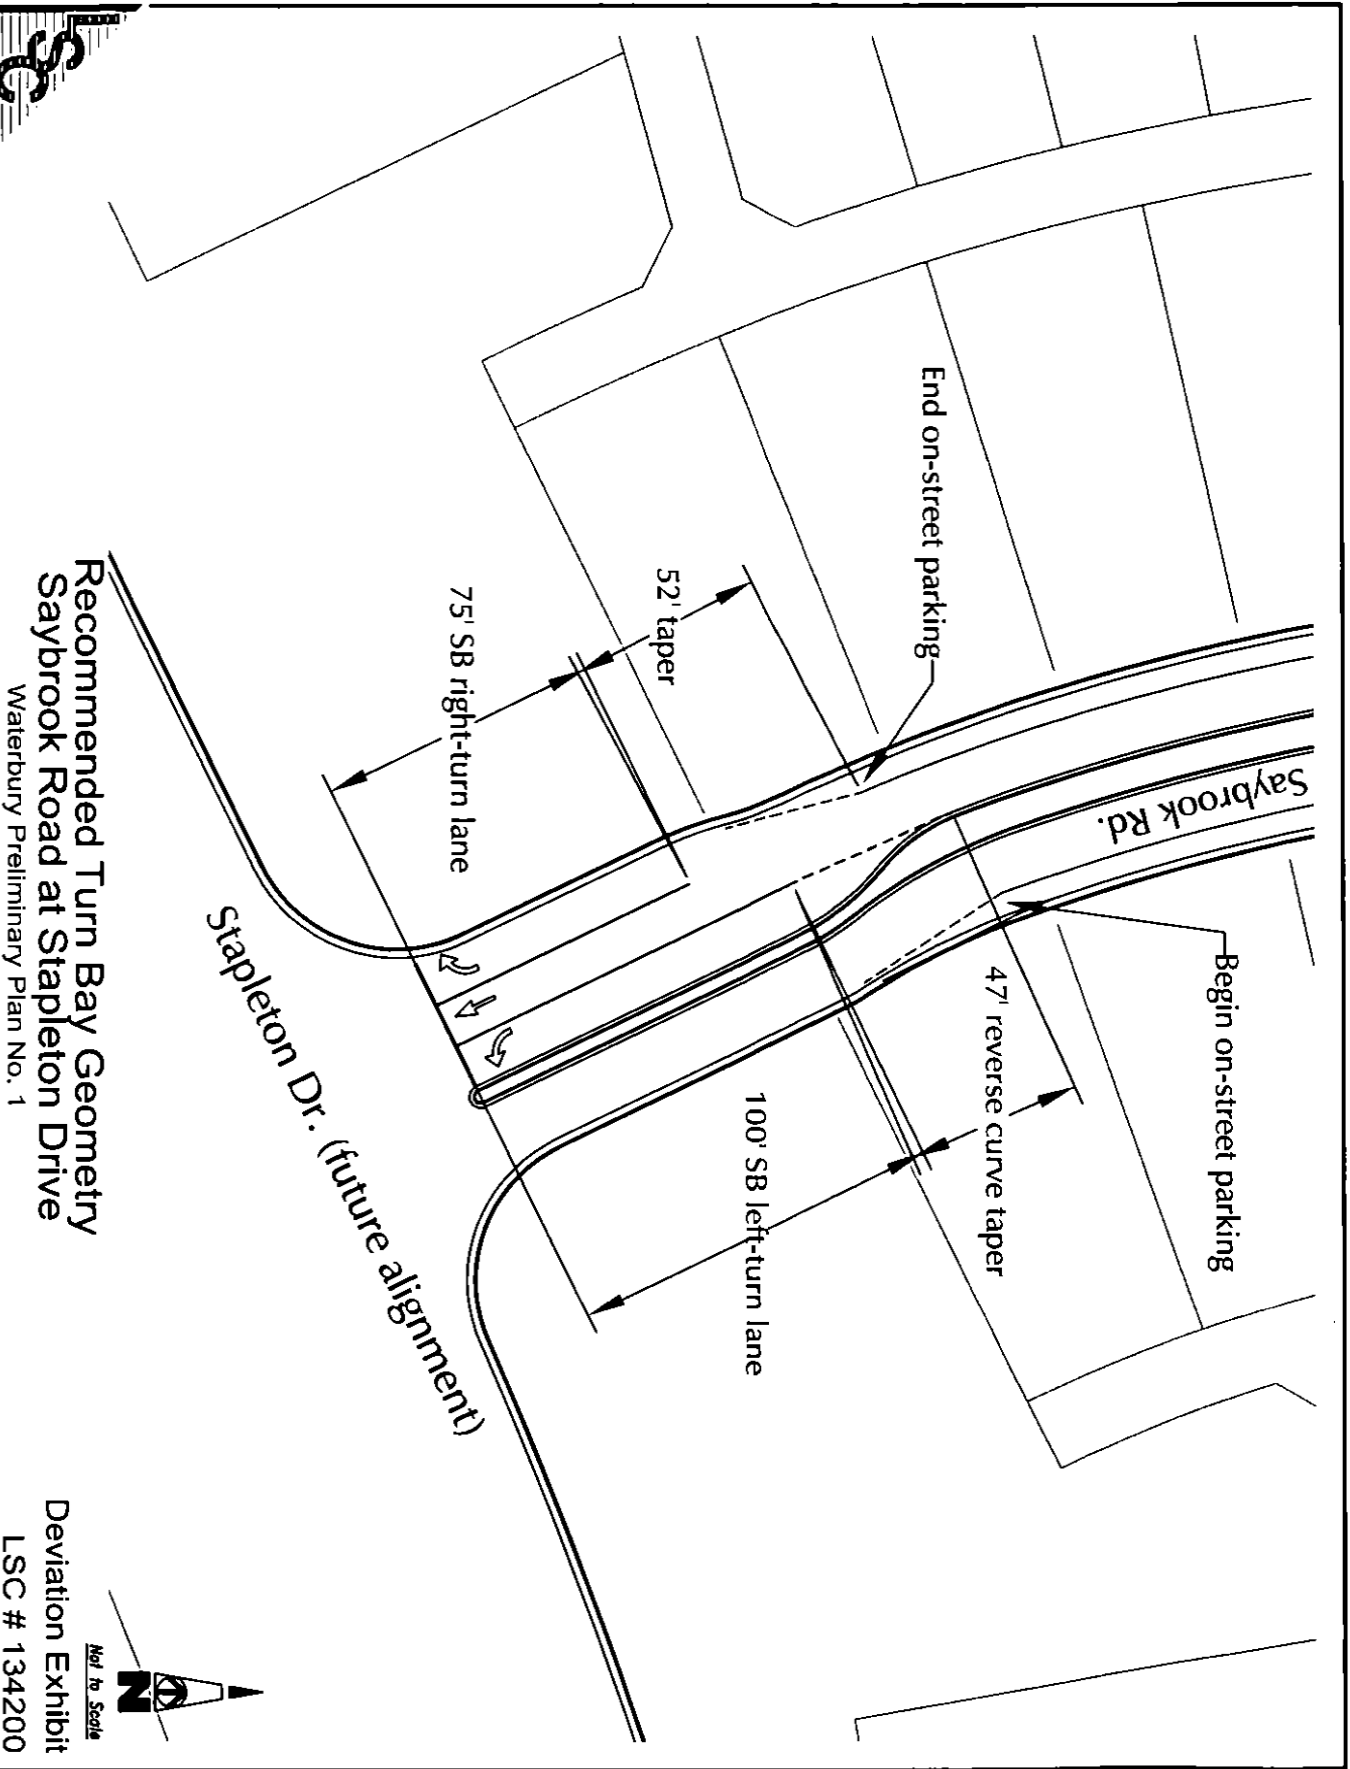 Saybrook Rd.
End on-street parking
Begin on-street parking
52' taper
47' reverse curve taper
75' SB right-turn lane
100' SB left-turn lane
Stapleton Dr. (future alignment)
Not to Scale
N
Recommended Turn Bay Geometry
Saybrook Road at Stapleton Drive
Waterbury Preliminary Plan No. 1
Deviation Exhibit
LSC # 134200
SC